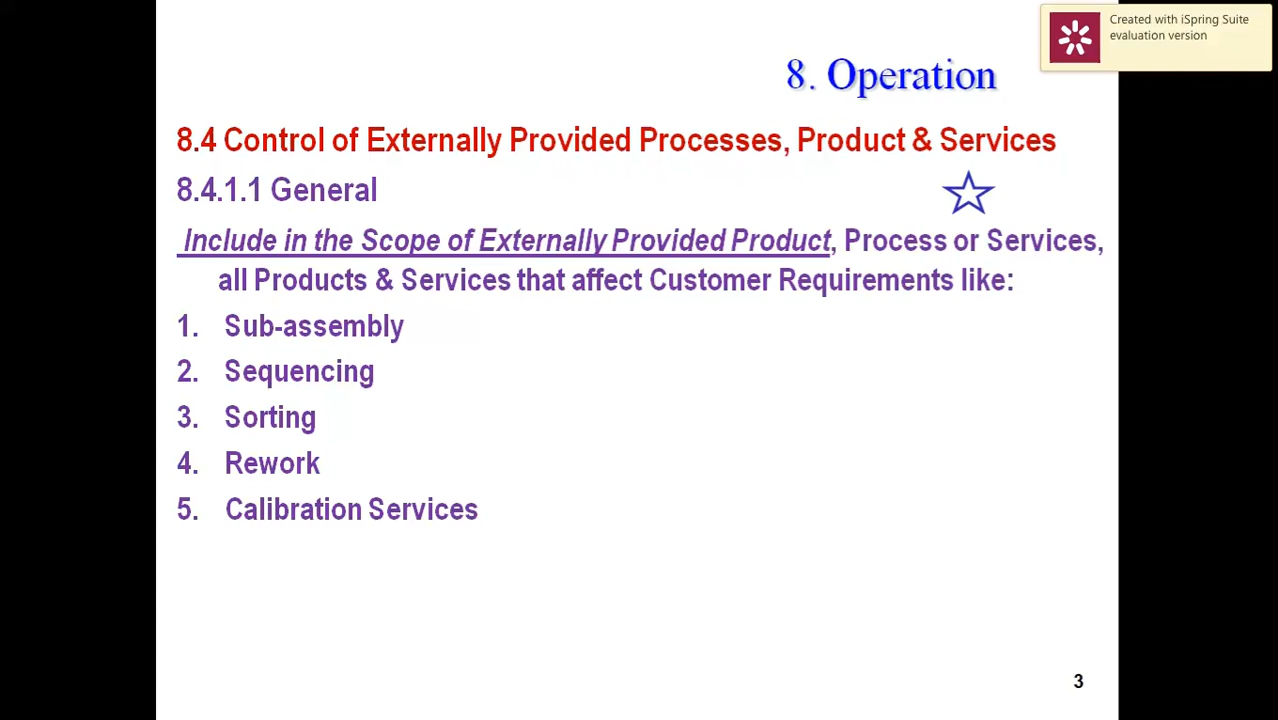 Created with iSpring Suite
evaluation version
8. Operation
8.4 Control of Externally Provided Processes, Product & Services
8.4.1.1 General
Include in the Scope of Externally Provided Product, Process or Services,
all Products & Services that affect Customer Requirements like:
1. Sub-assembly
2. Sequencing
3. Sorting
4. Rework
5. Calibration Services
3